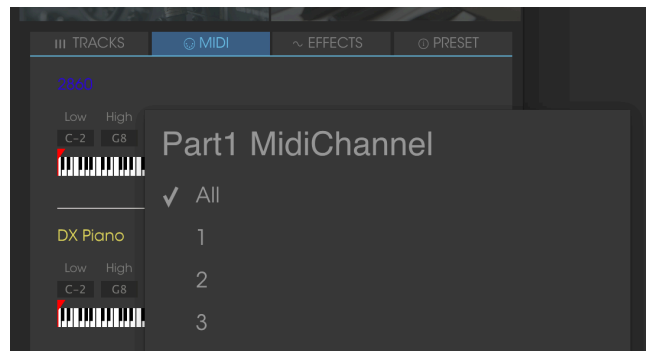 TRACKS MIDI EFFECTS PRESET
2860
Low High
C-2 G8
Part1 MidiChannel
✓ All
1
DX Piano
Low High
2
C-2 G8
3